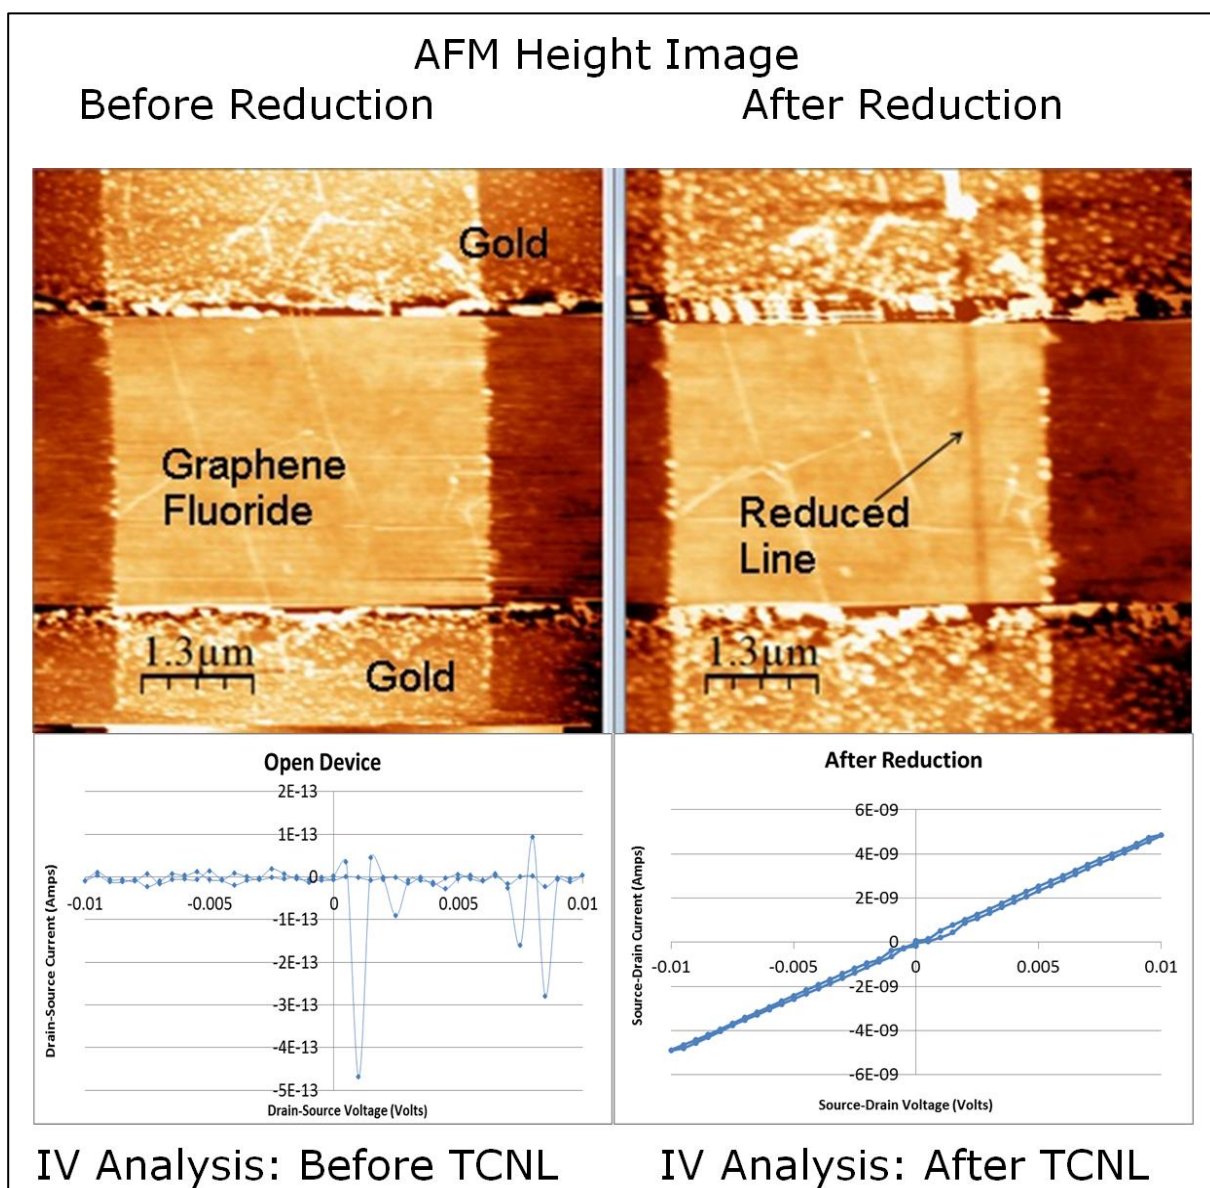 AFM Height Image
Before Reduction
After Reduction
Gold
Graphene
Fluoride
1.3µm
Gold
Reduced
Line
1.3µm
Open Device
2E-13
1E-13
0
-1E-13
-2E-13
-3E-13
-4E-13
-5E-13
-0.01 -0.005 0.005 0.01
Drain-Source Current (Amps)
Drain-Source Voltage (Volts)
After Reduction
6E-09
4E-09
2E-09
0
-2E-09
-4E-09
-6E-09
-0.01 -0.005 0 0.005 0.01
Source-Drain Current (Amps)
Source-Drain Voltage (Volts)
IV Analysis: Before TCNL
IV Analysis: After TCNL